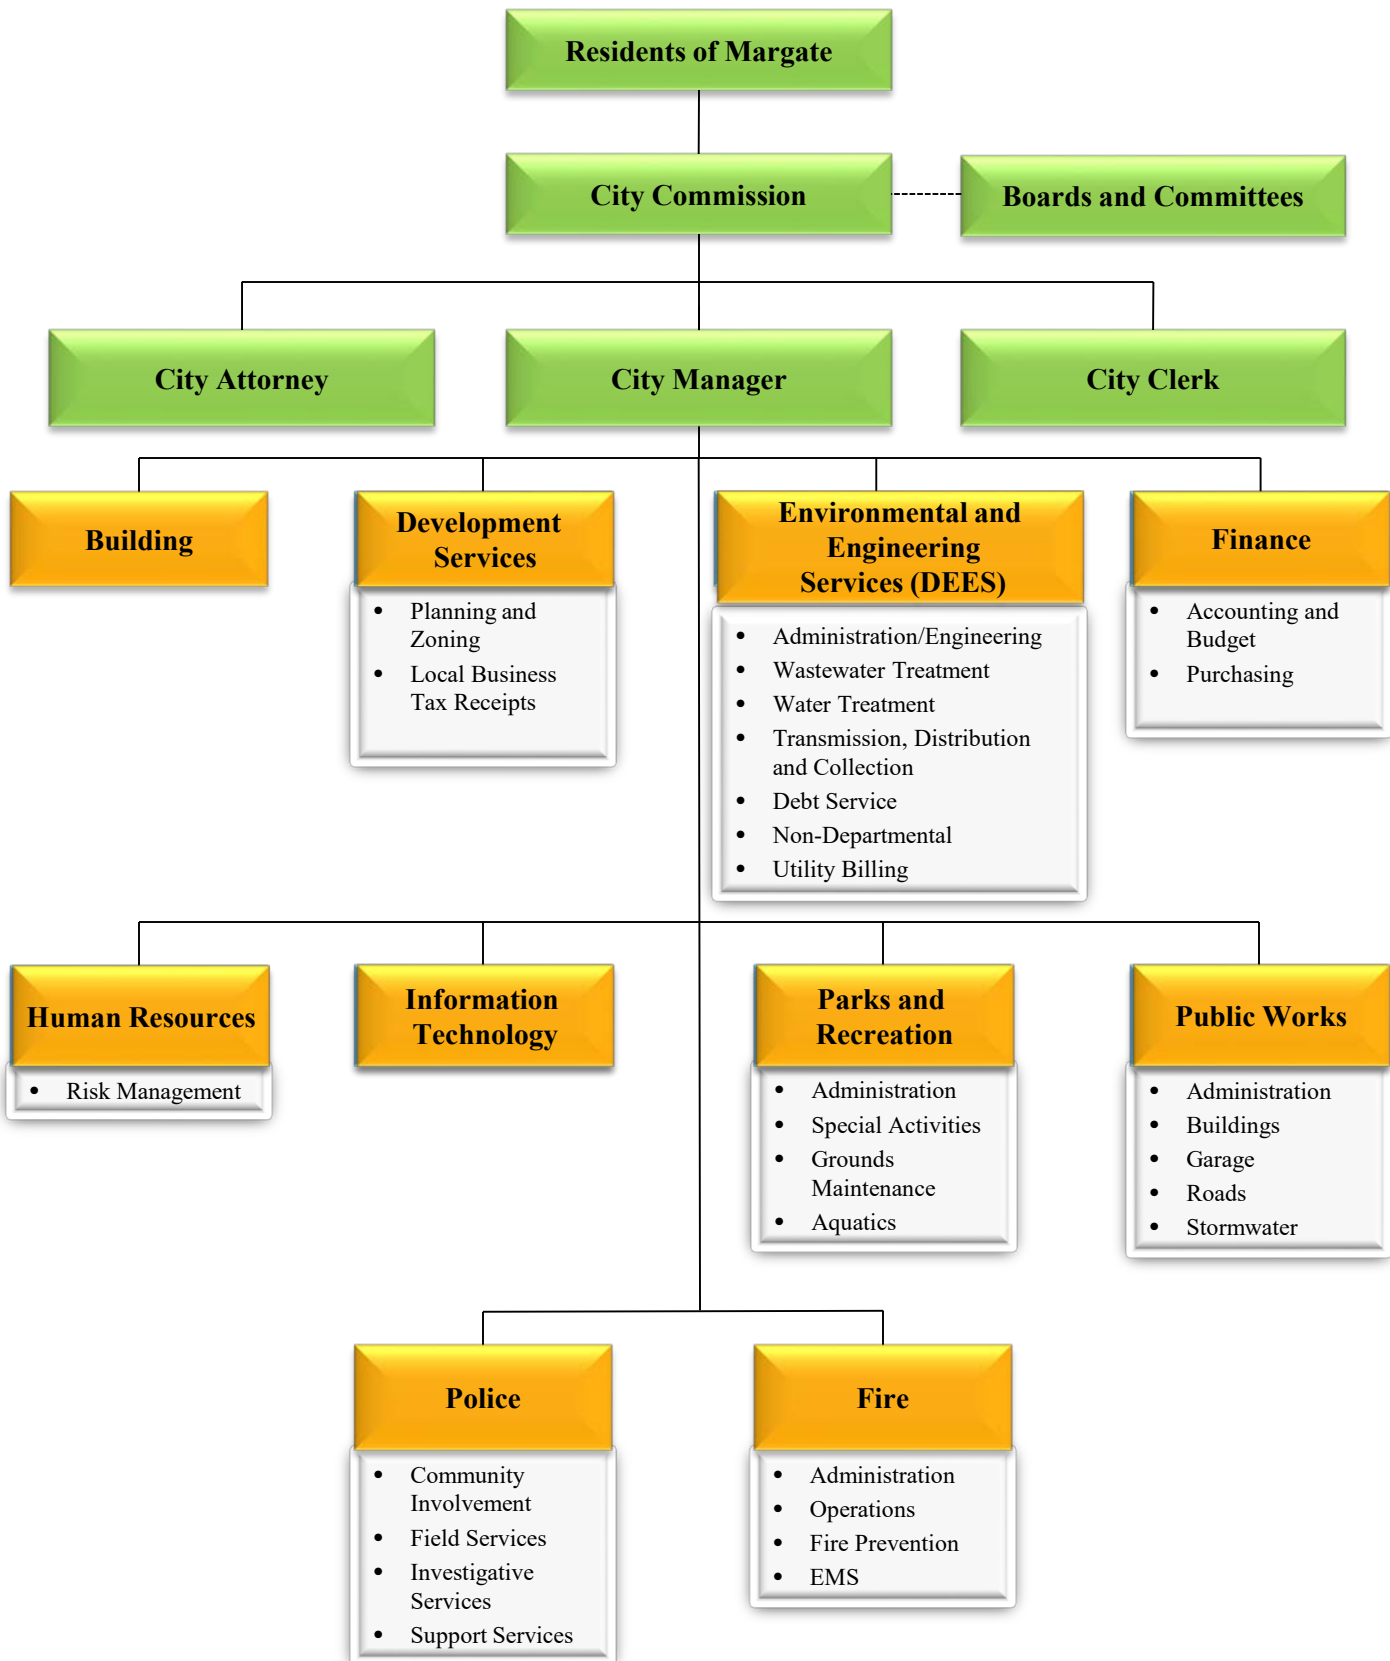 Residents of Margate
City Commission
Boards and Committees
City Attorney
City Manager
City Clerk
Building
Development
Services
Environmental and
Engineering
Services (DEES)
Finance
• Planning and
Zoning
• Local Business
Tax Receipts
• Administration/Engineering
• Wastewater Treatment
• Water Treatment
• Transmission, Distribution
and Collection
• Debt Service
• Non-Departmental
• Utility Billing
• Accounting and
Budget
• Purchasing
Human Resources
Information
Technology
Parks and
Recreation
Public Works
• Risk Management
• Administration
• Special Activities
• Grounds
Maintenance
• Aquatics
• Administration
• Buildings
• Garage
• Roads
• Stormwater
Police
Fire
• Community
Involvement
• Field Services
• Investigative
Services
• Support Services
• Administration
• Operations
• Fire Prevention
• EMS